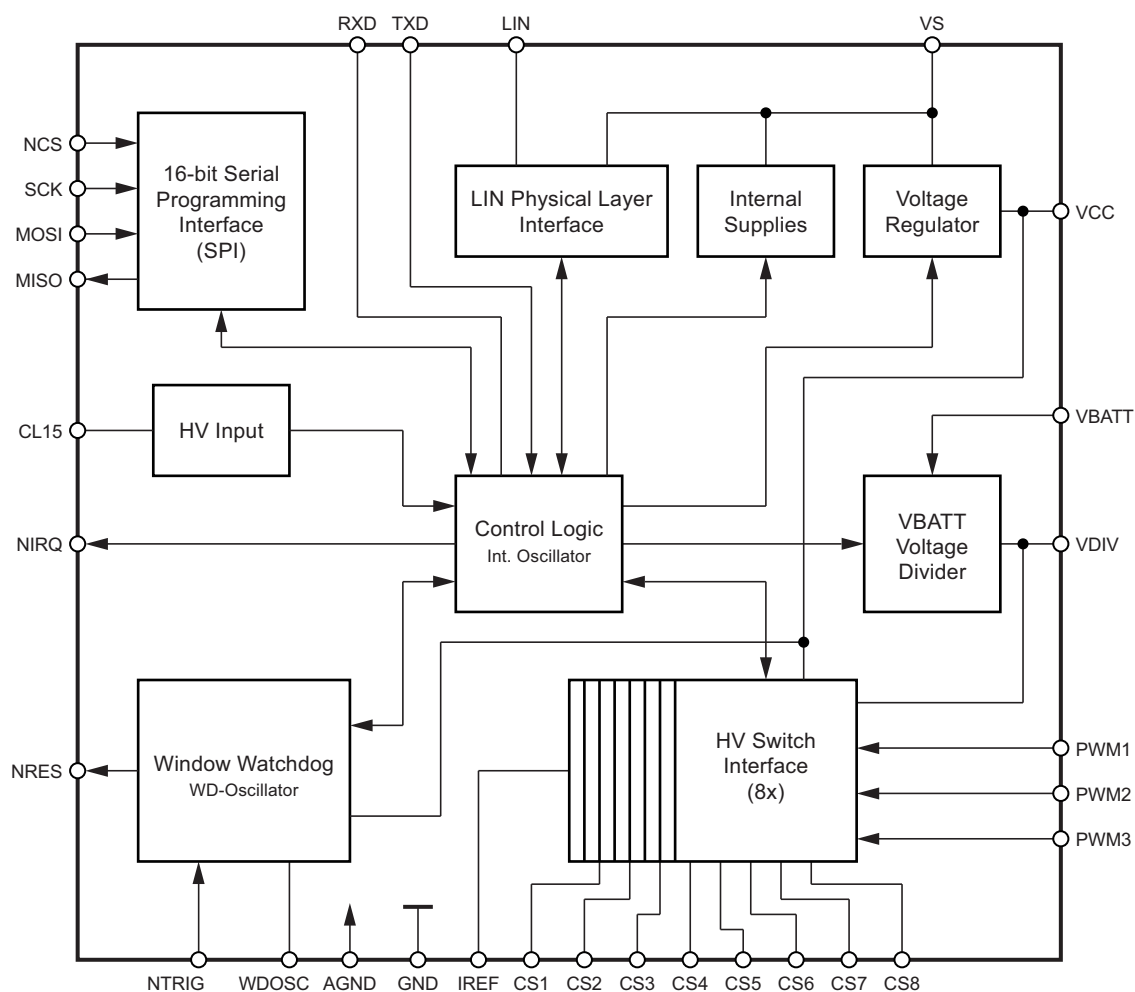 RXD TXD LIN VS
NCS
SCK
MOSI
MISO
16-bit Serial
Programming
Interface
(SPI)
LIN Physical Layer
Interface
Internal
Supplies
Voltage
Regulator
VCC
CL15
HV Input
VBATT
NIRQ
Control Logic
Int. Oscillator
VBATT
Voltage
Divider
VDIV
NRES
Window Watchdog
WD-Oscillator
HV Switch
Interface
(8x)
PWM1
PWM2
PWM3
NTRIG WDOSC AGND GND IREF CS1 CS2 CS3 CS4 CS5 CS6 CS7 CS8